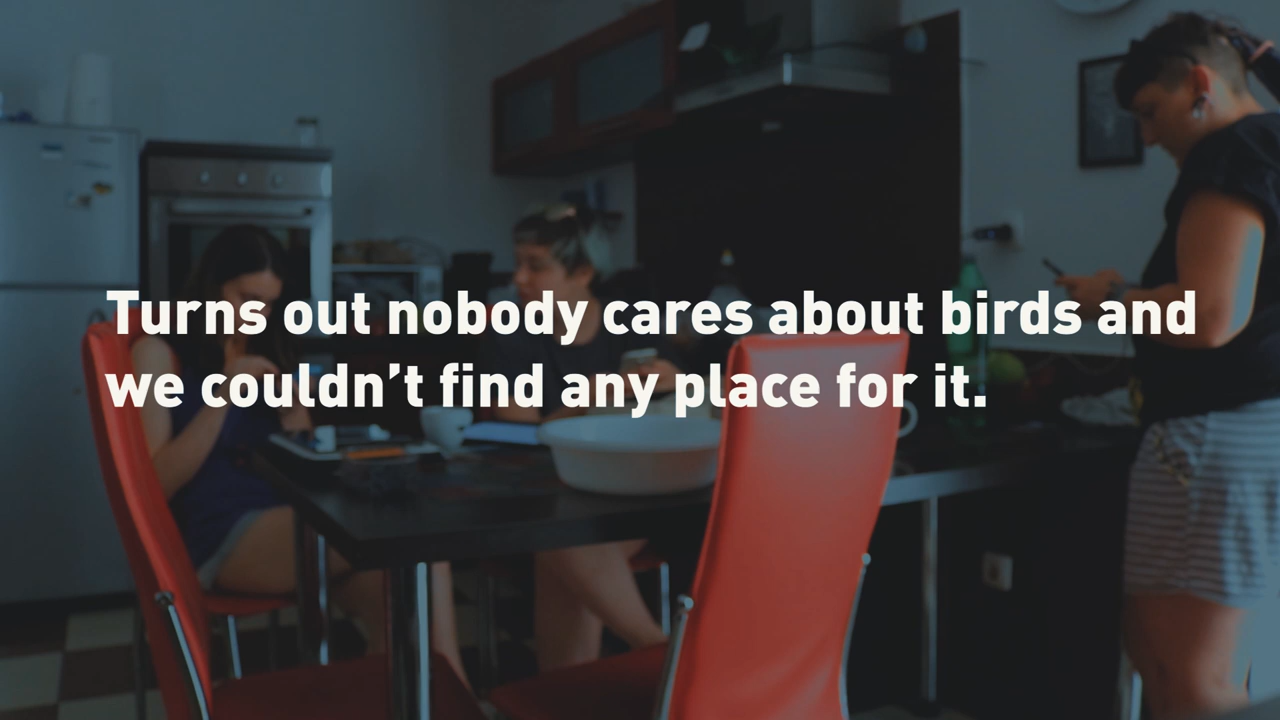 Turns out nobody cares about birds and
we couldn’t find any place for it.